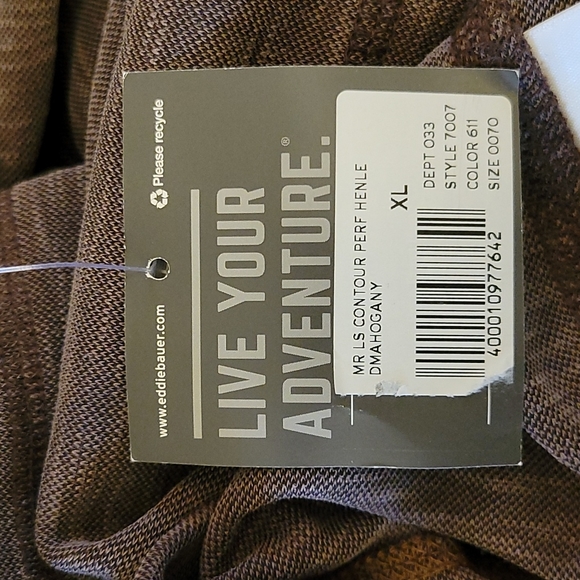 ♻ Please recycle
www.eddiebauer.com
LIVE YOUR
ADVENTURE.®
MR LS CONTOUR PERF HENLE
DMAHOGANY
XL
DEPT 033
STYLE 7007
COLOR 611
SIZE 0070
400010977642